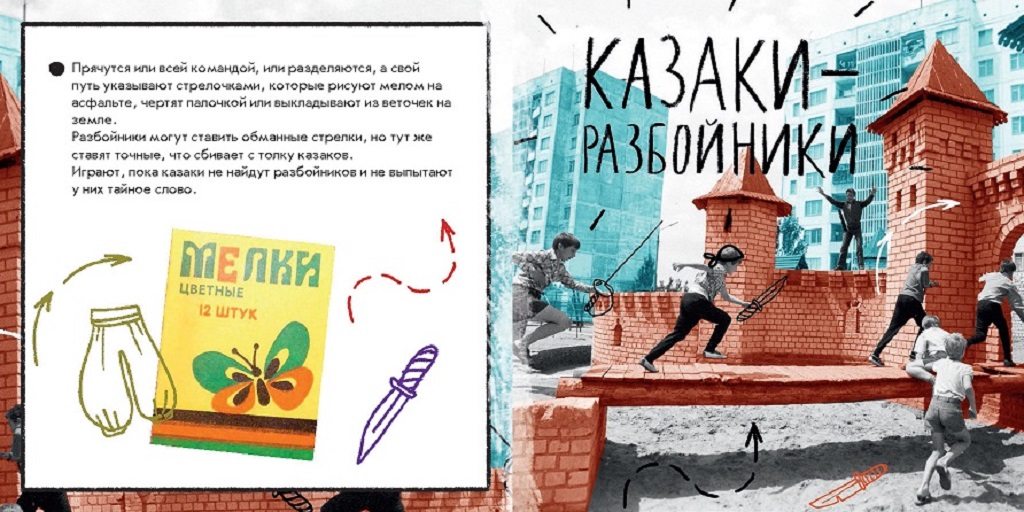 Прячутся или всей командой, или разделяются, а свой
путь указывают стрелочками, которые рисуют мелом на
асфальте, чертят палочкой или выкладывают из веточек на
земле.
Разбойники могут ставить обманные стрелки, но тут же
ставят точные, что сбивает с толку казаков.
Играют, пока казаки не найдут разбойников и не выпытают
у них тайное слово.
МЕЛКИ
ЦВЕТНЫЕ
12 ШТУК
КАЗАКИ–
РАЗБОЙНИКИ